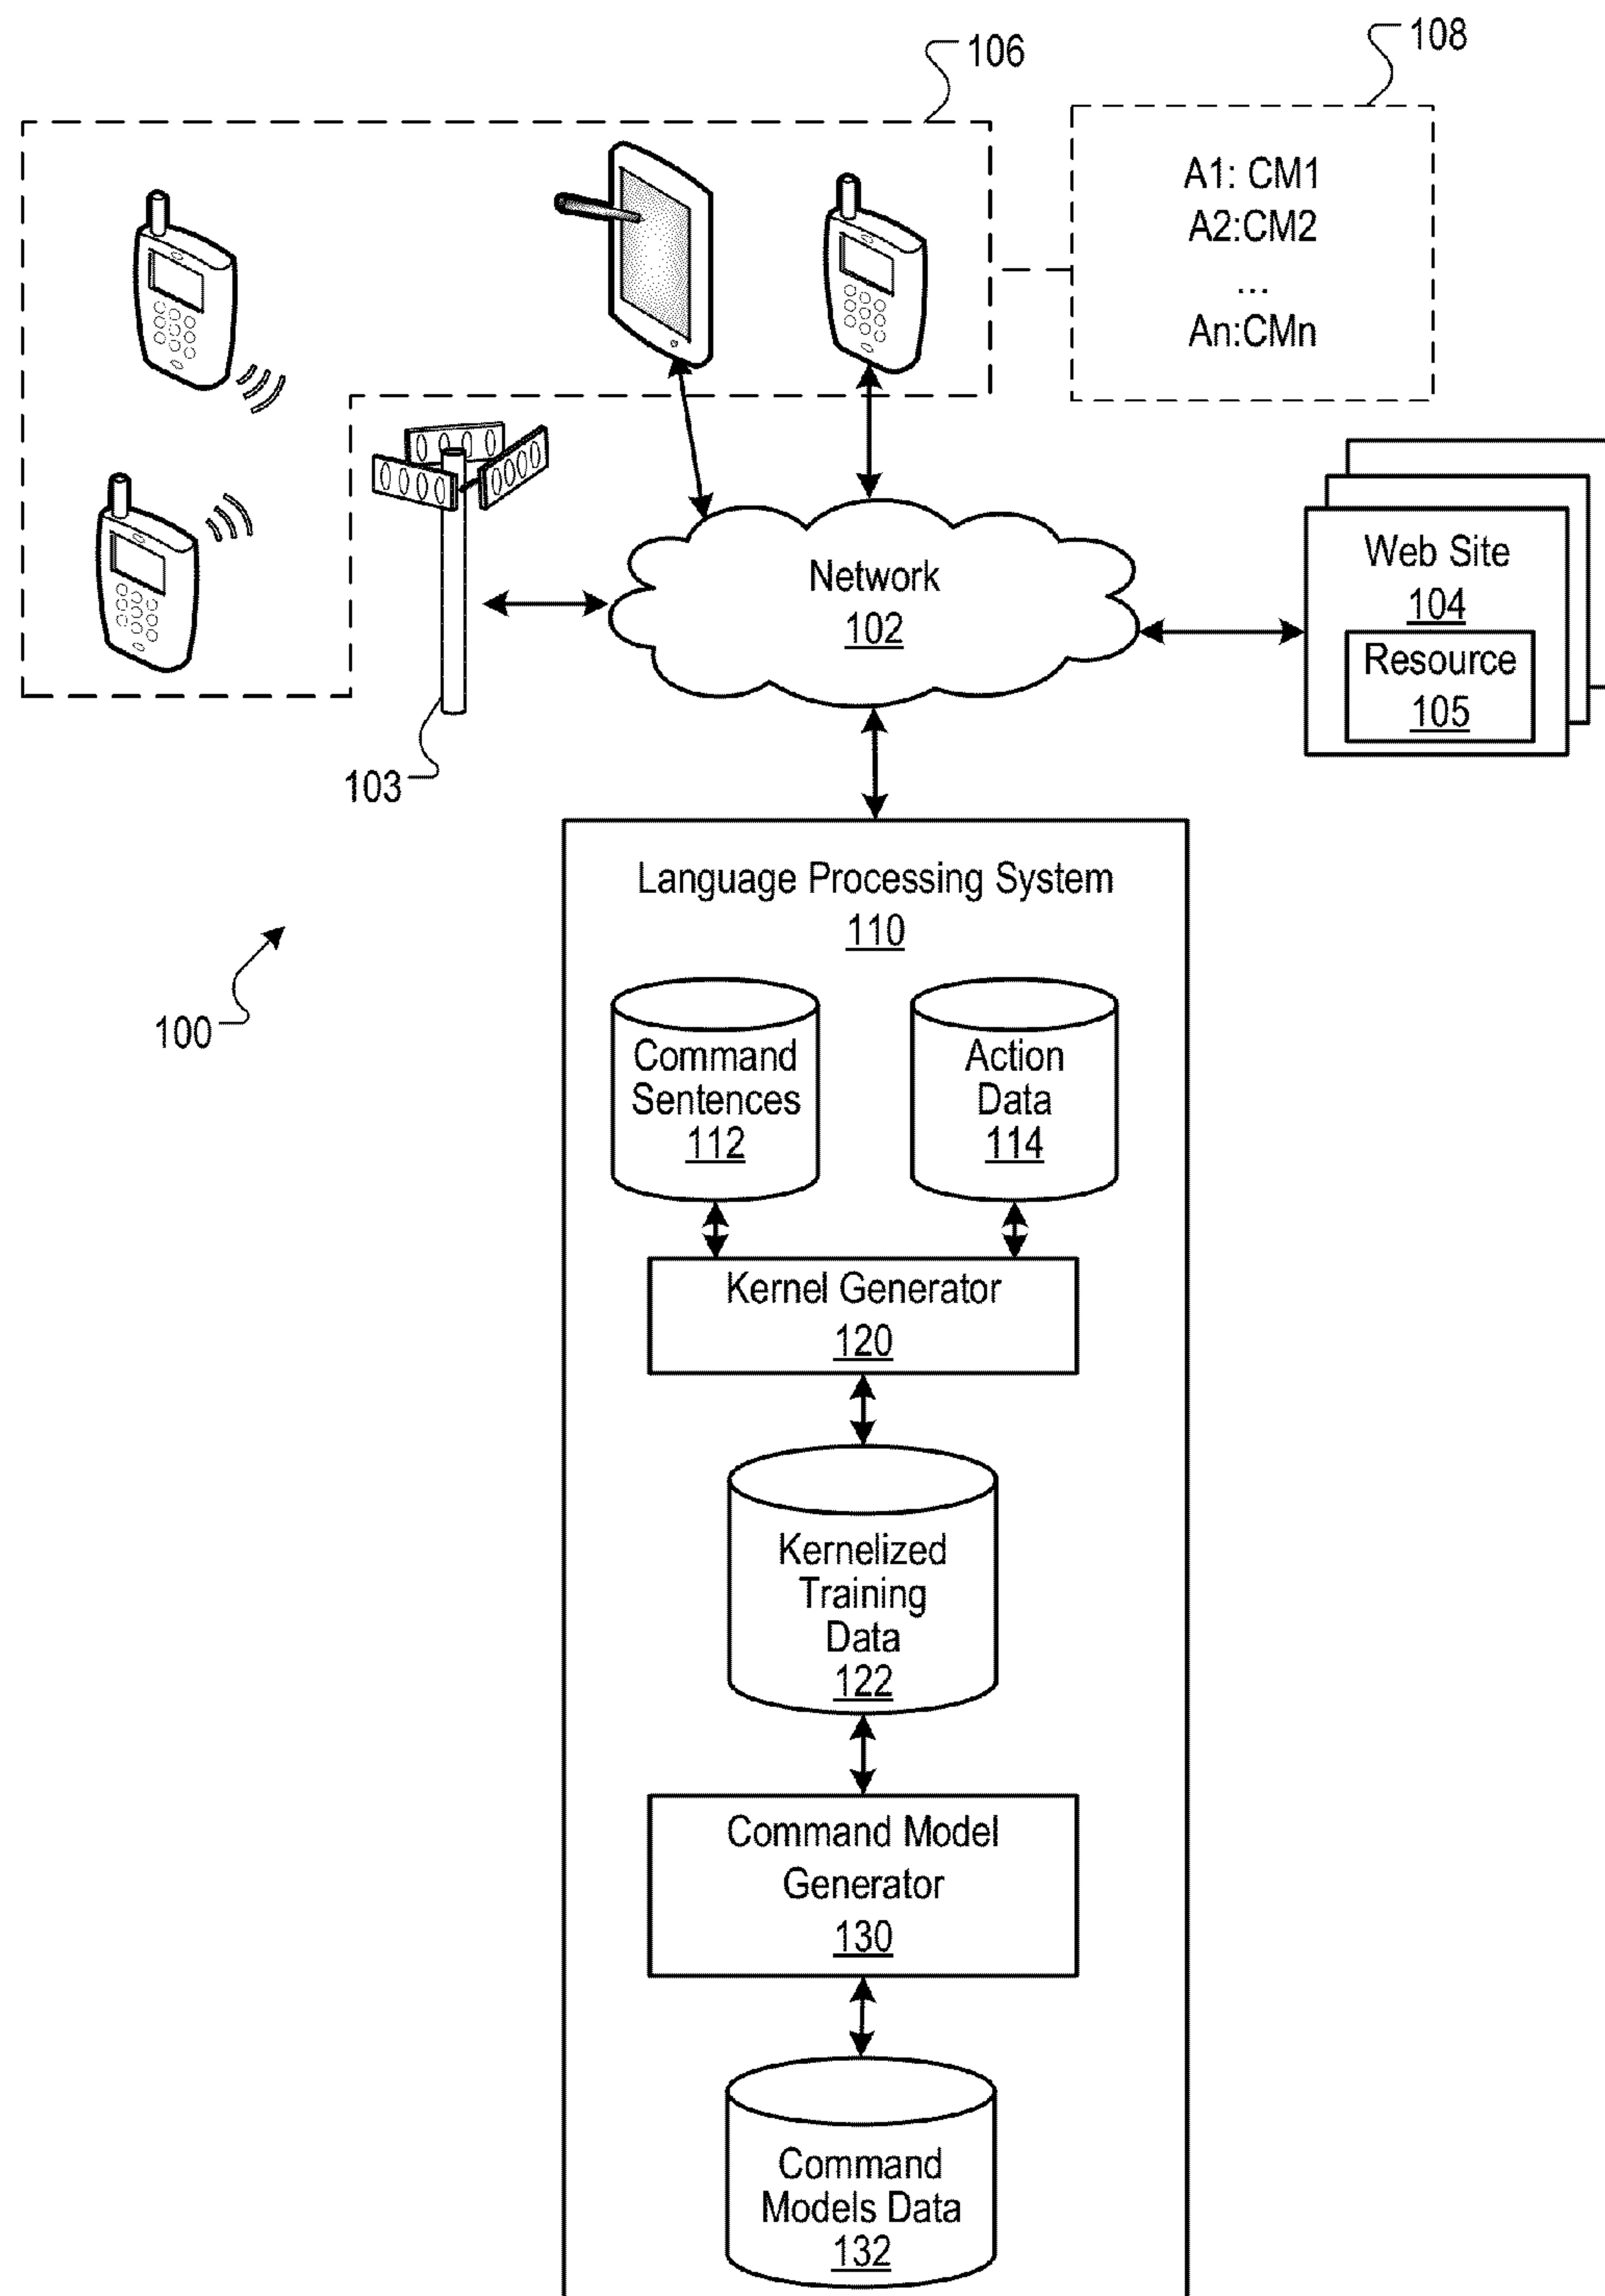 106
108
A1: CM1
A2:CM2
...
An:CMn
Network
102
Web Site
104
Resource
105
103
Language Processing System
110
100
Command
Sentences
112
Action
Data
114
Kernel Generator
120
Kernelized
Training
Data
122
Command Model
Generator
130
Command
Models Data
132